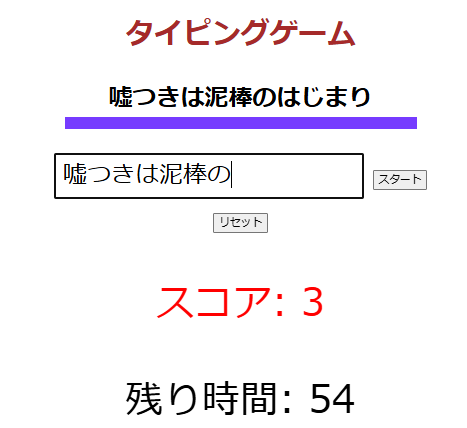 タイピングゲーム
嘘つきは泥棒のはじまり
嘘つきは泥棒の
スタート
リセット
スコア: 3
残り時間: 54